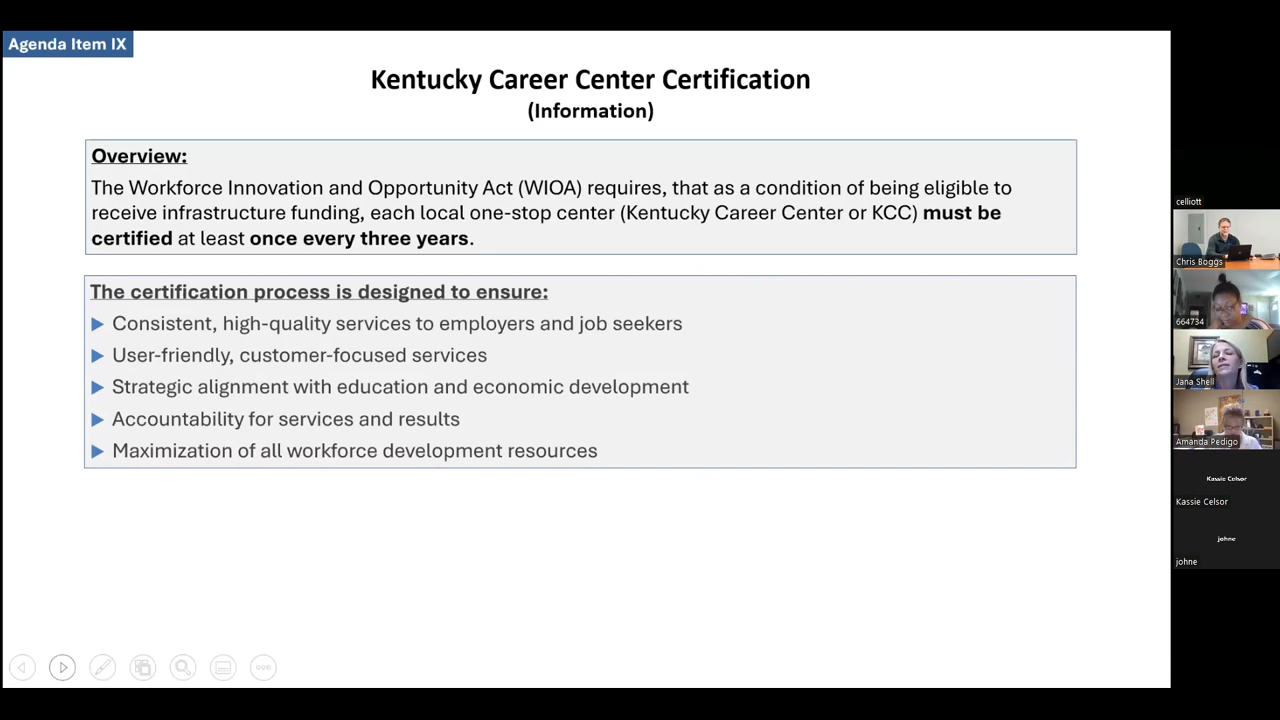 Agenda Item IX
Kentucky Career Center Certification
(Information)
Overview:
The Workforce Innovation and Opportunity Act (WIOA) requires, that as a condition of being eligible to
receive infrastructure funding, each local one-stop center (Kentucky Career Center or KCC) must be
certified at least once every three years.
The certification process is designed to ensure:
Consistent, high-quality services to employers and job seekers
User-friendly, customer-focused services
Strategic alignment with education and economic development
Accountability for services and results
Maximization of all workforce development resources
celliott
Chris Boggs
664734
Jana Shell
Amanda Pedigo
Kassie Celsor
Kassie Celsor
johne
johne